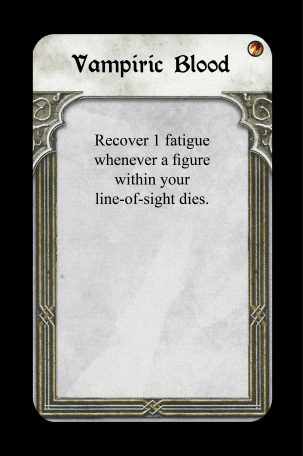 Vampiric Blood
Recover 1 fatigue
whenever a figure
within your
line-of-sight dies.